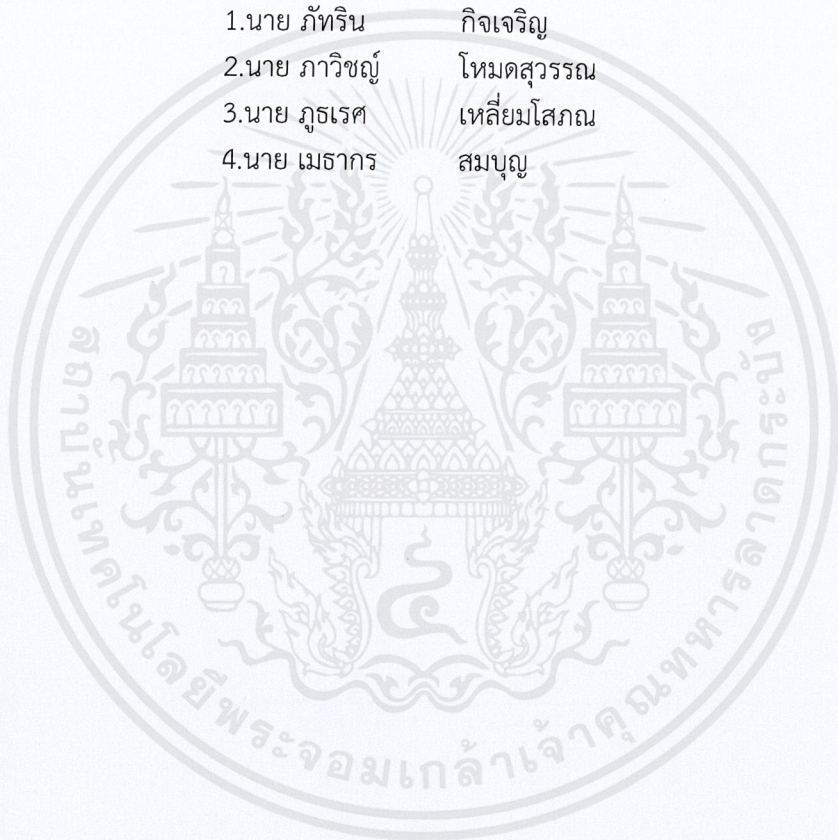 1.นาย ภัทริน กิจเจริญ
2.นาย ภาวิชญ์ โหมดสุวรรณ
3.นาย ภูธเรศ เหลี่ยมโสภณ
4.นาย เมธากร สมบุญ
๔
สถาบันเทคโนโลยีพระจอมเกล้าเจ้าคุณทหารลาดกระบัง